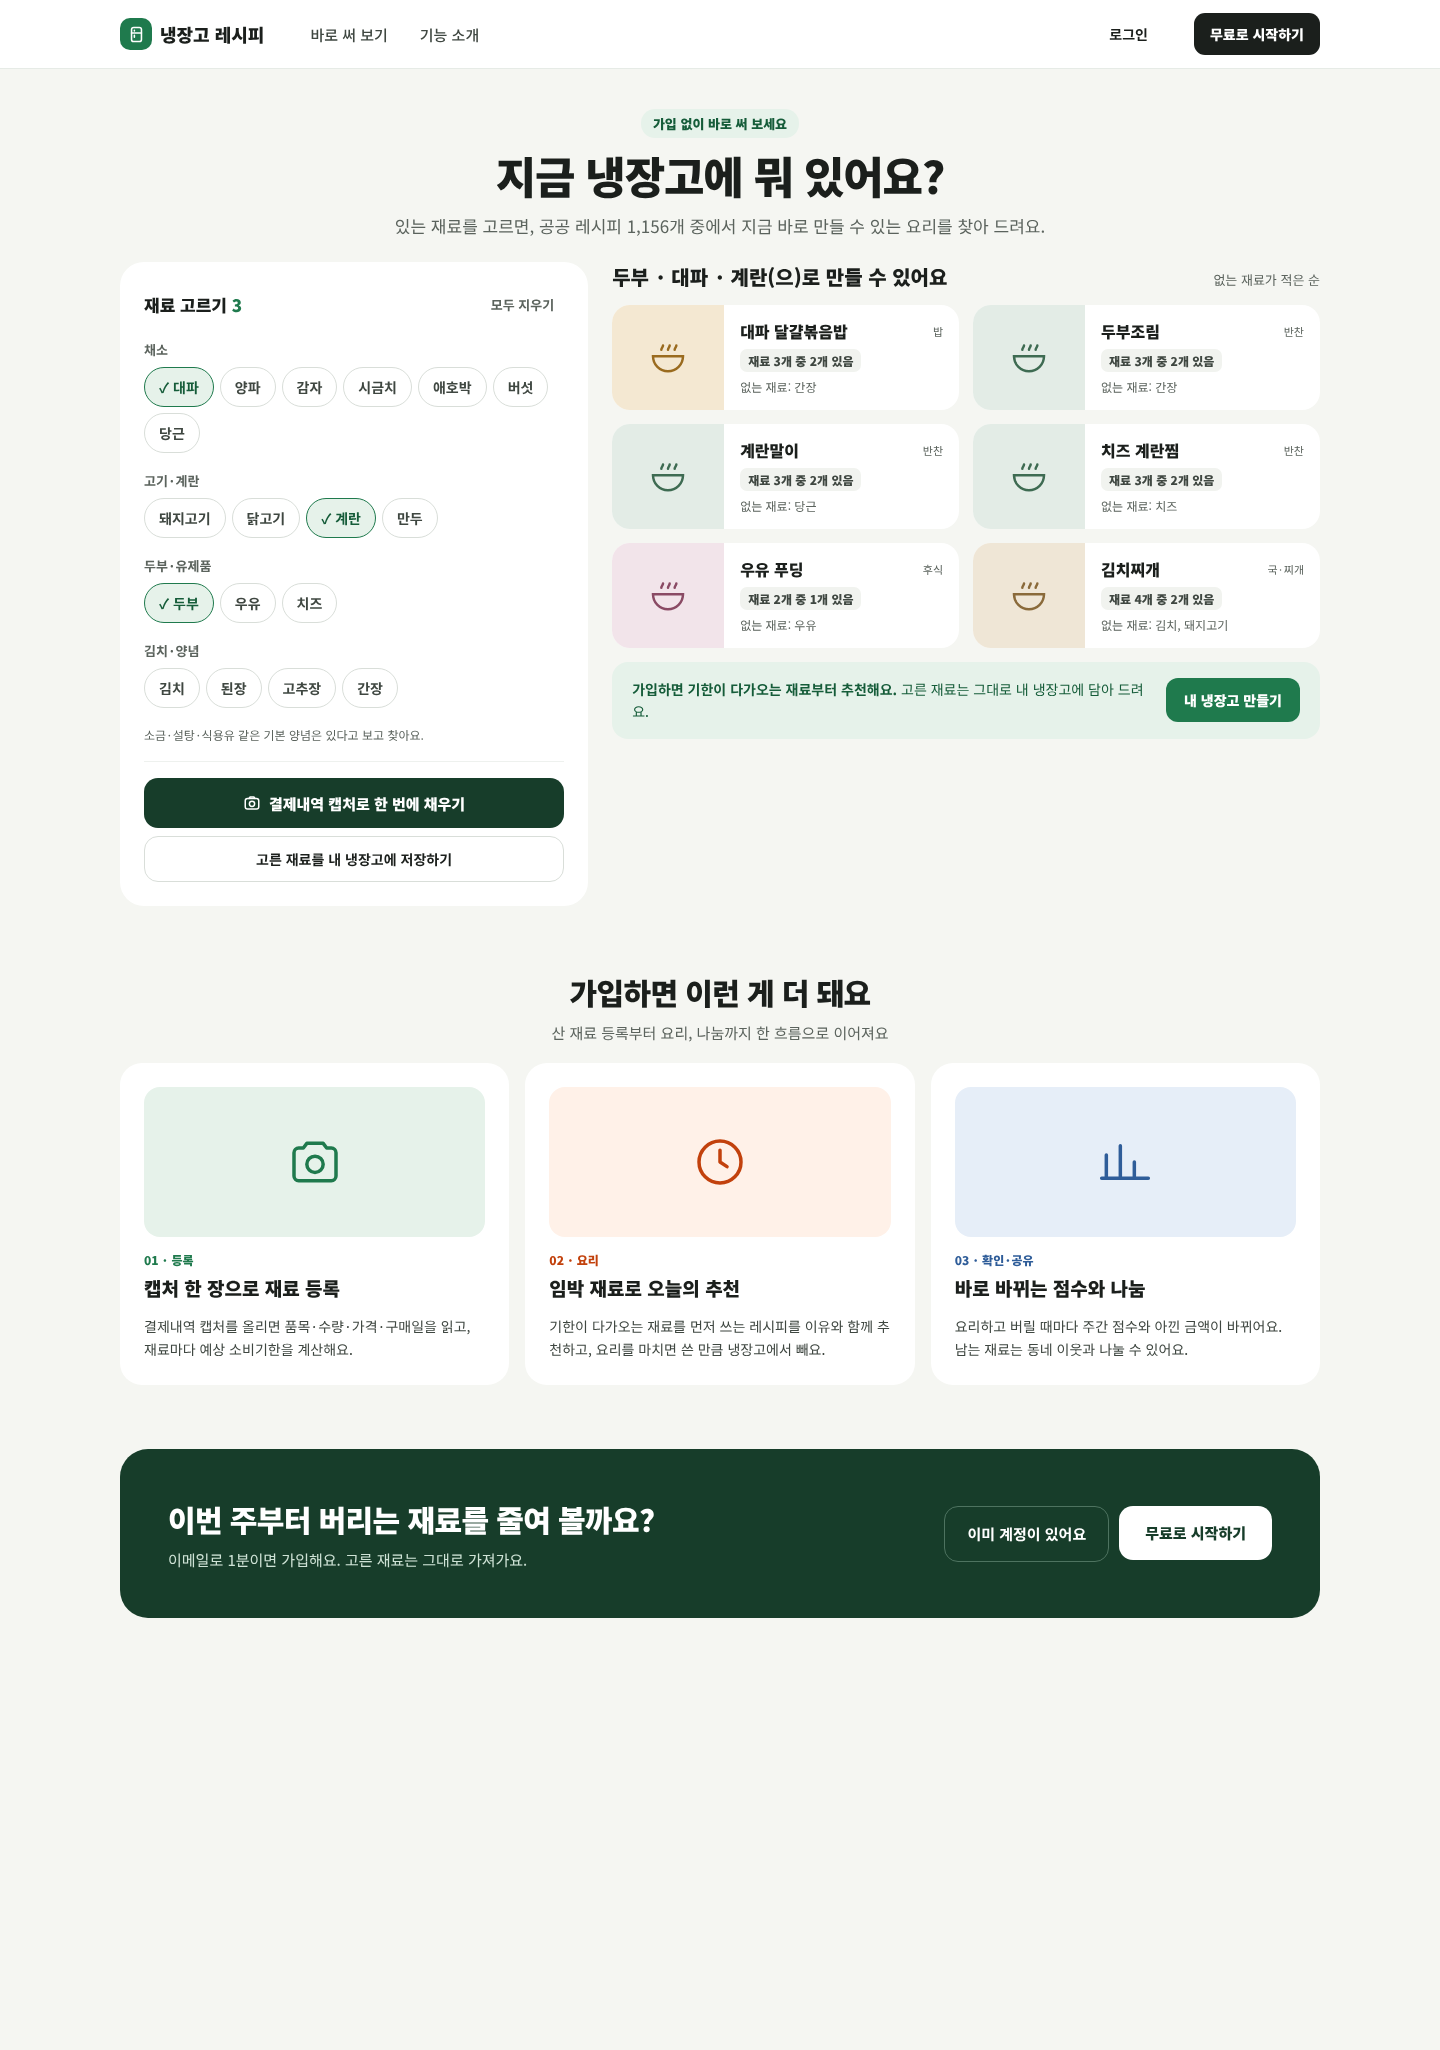 냉장고 레시피
바로 써 보기
기능 소개
로그인
무료로 시작하기
가입 없이 바로 써 보세요
지금 냉장고에 뭐 있어요?
있는 재료를 고르면, 공공 레시피 1,156개 중에서 지금 바로 만들 수 있는 요리를 찾아 드려요.
재료 고르기 3
모두 지우기
채소
✓ 대파
양파
감자
시금치
애호박
버섯
당근
고기·계란
돼지고기
닭고기
✓ 계란
만두
두부·유제품
✓ 두부
우유
치즈
김치·양념
김치
된장
고추장
간장
소금·설탕·식용유 같은 기본 양념은 있다고 보고 찾아요.
결제내역 캡처로 한 번에 채우기
고른 재료를 내 냉장고에 저장하기
두부 · 대파 · 계란(으)로 만들 수 있어요
없는 재료가 적은 순
대파 달걀볶음밥
밥
재료 3개 중 2개 있음
없는 재료: 간장
두부조림
반찬
재료 3개 중 2개 있음
없는 재료: 간장
계란말이
반찬
재료 3개 중 2개 있음
없는 재료: 당근
치즈 계란찜
반찬
재료 3개 중 2개 있음
없는 재료: 치즈
우유 푸딩
후식
재료 2개 중 1개 있음
없는 재료: 우유
김치찌개
국·찌개
재료 4개 중 2개 있음
없는 재료: 김치, 돼지고기
가입하면 기한이 다가오는 재료부터 추천해요. 고른 재료는 그대로 내 냉장고에 담아 드려
요.
내 냉장고 만들기
가입하면 이런 게 더 돼요
산 재료 등록부터 요리, 나눔까지 한 흐름으로 이어져요
01 · 등록
캡처 한 장으로 재료 등록
결제내역 캡처를 올리면 품목·수량·가격·구매일을 읽고,
재료마다 예상 소비기한을 계산해요.
02 · 요리
임박 재료로 오늘의 추천
기한이 다가오는 재료를 먼저 쓰는 레시피를 이유와 함께 추
천하고, 요리를 마치면 쓴 만큼 냉장고에서 빼요.
03 · 확인·공유
바로 바뀌는 점수와 나눔
요리하고 버릴 때마다 주간 점수와 아낀 금액이 바뀌어요.
남는 재료는 동네 이웃과 나눌 수 있어요.
이번 주부터 버리는 재료를 줄여 볼까요?
이메일로 1분이면 가입해요. 고른 재료는 그대로 가져가요.
이미 계정이 있어요
무료로 시작하기